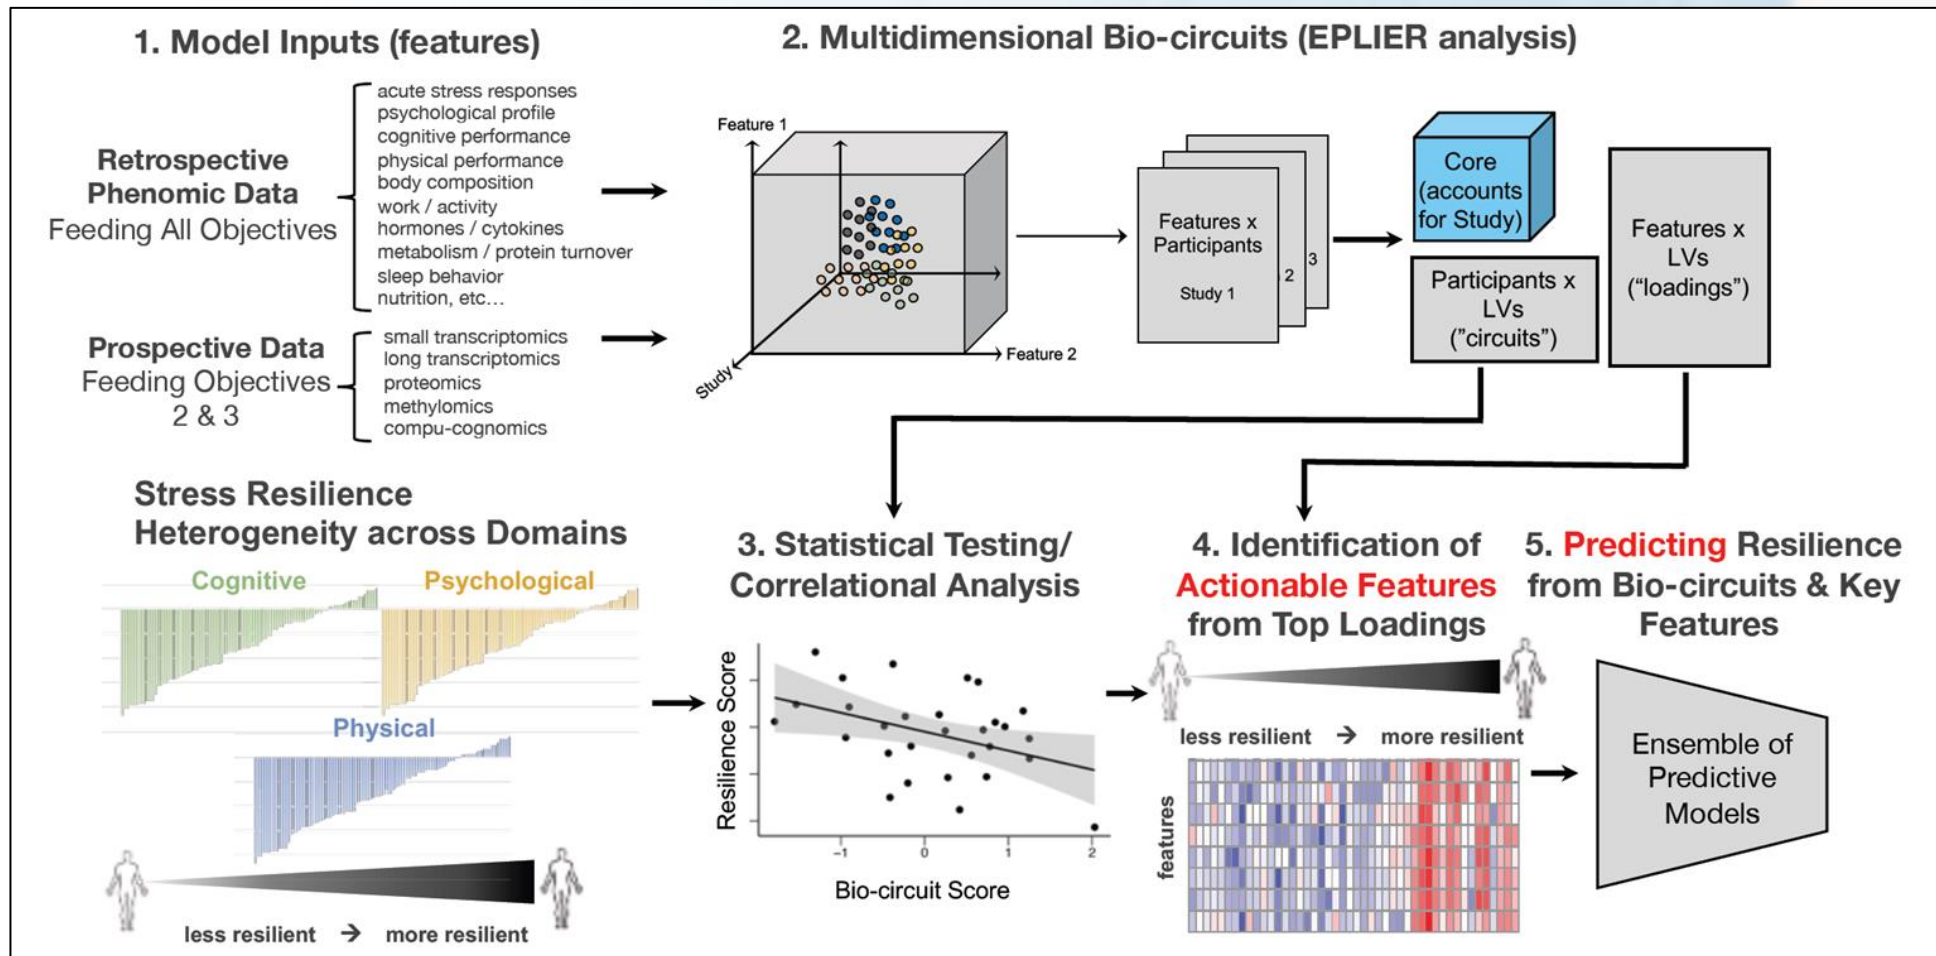 1. Model Inputs (features)
Retrospective
Phenomic Data
Feeding All Objectives
acute stress responses
psychological profile
cognitive performance
physical performance
body composition
work / activity
hormones / cytokines
metabolism / protein turnover
sleep behavior
nutrition, etc...
Prospective Data
Feeding Objectives
2 & 3
small transcriptomics
long transcriptomics
proteomics
methylomics
compu-cognomics
2. Multidimensional Bio-circuits (EPLIER analysis)
Feature 1
Feature 2
Study
Features x
Participants
Study 1
2
3
Core
(accounts
for Study)
Participants x
LVs
("circuits")
Features x
LVs
("loadings")
Stress Resilience
Heterogeneity across Domains
Cognitive
Psychological
Physical
less resilient → more resilient
3. Statistical Testing/
Correlational Analysis
Resilience Score
−1 0 1 2
Bio-circuit Score
4. Identification of
Actionable Features
from Top Loadings
less resilient → more resilient
features
5. Predicting Resilience
from Bio-circuits & Key
Features
Ensemble of
Predictive
Models